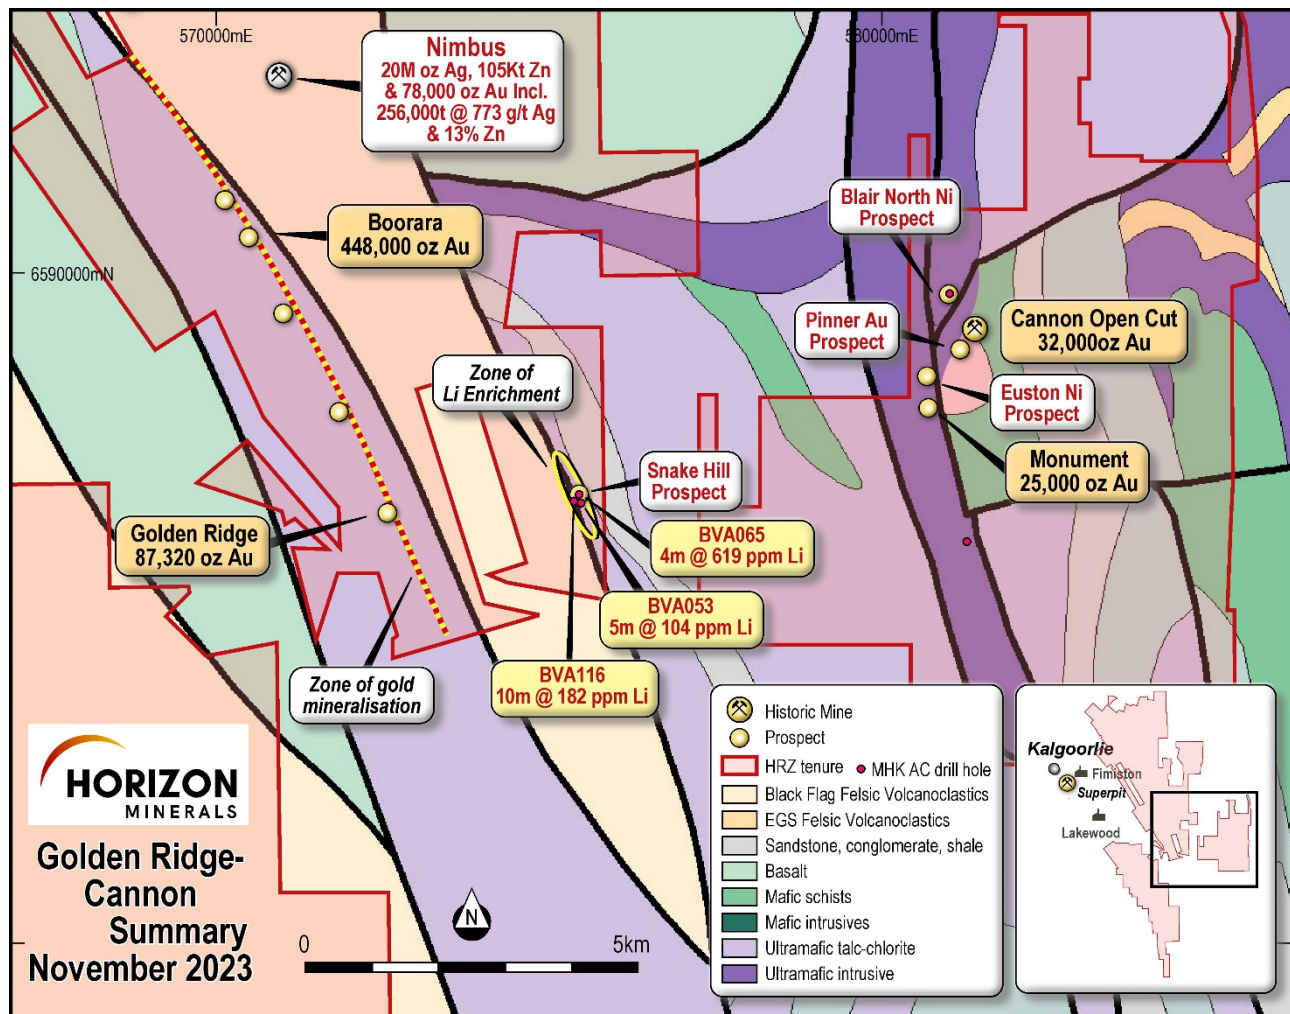 570000mE
580000mE
6590000mN
Nimbus
20M oz Ag, 105Kt Zn
& 78,000 oz Au Incl.
256,000t @ 773 g/t Ag
& 13% Zn
Boorara
448,000 oz Au
Blair North Ni
Prospect
Pinner Au
Prospect
Cannon Open Cut
32,000oz Au
Euston Ni
Prospect
Monument
25,000 oz Au
Zone of
Li Enrichment
Snake Hill
Prospect
BVA065
4m @ 619 ppm Li
BVA053
5m @ 104 ppm Li
BVA116
10m @ 182 ppm Li
Golden Ridge
87,320 oz Au
Zone of gold
mineralisation
HORIZON
MINERALS
Golden Ridge-
Cannon
Summary
November 2023
N
0
5km
Historic Mine
Prospect
HRZ tenure
MHK AC drill hole
Black Flag Felsic Volcanoclastics
EGS Felsic Volcanoclastics
Sandstone, conglomerate, shale
Basalt
Mafic schists
Mafic intrusives
Ultramafic talc-chlorite
Ultramafic intrusive
Kalgoorlie
Fimiston
Superpit
Lakewood